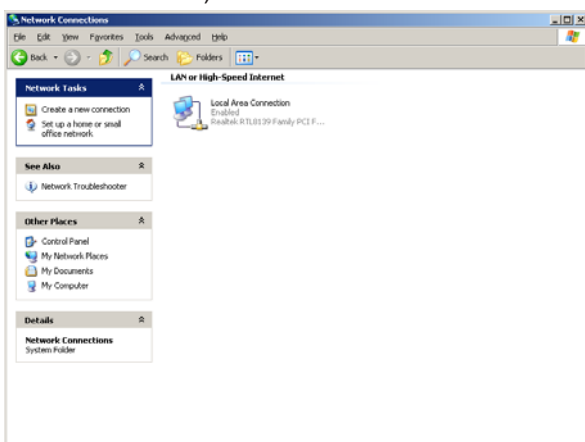 Network Connections
File Edit View Favorites Tools Advanced Help
Back Search Folders
Network Tasks
Create a new connection
Set up a home or small
office network
See Also
Network Troubleshooter
Other Places
Control Panel
My Network Places
My Documents
My Computer
Details
Network Connections
System Folder
LAN or High-Speed Internet
Local Area Connection
Enabled
Realtek RTL8139 Family PCI F...